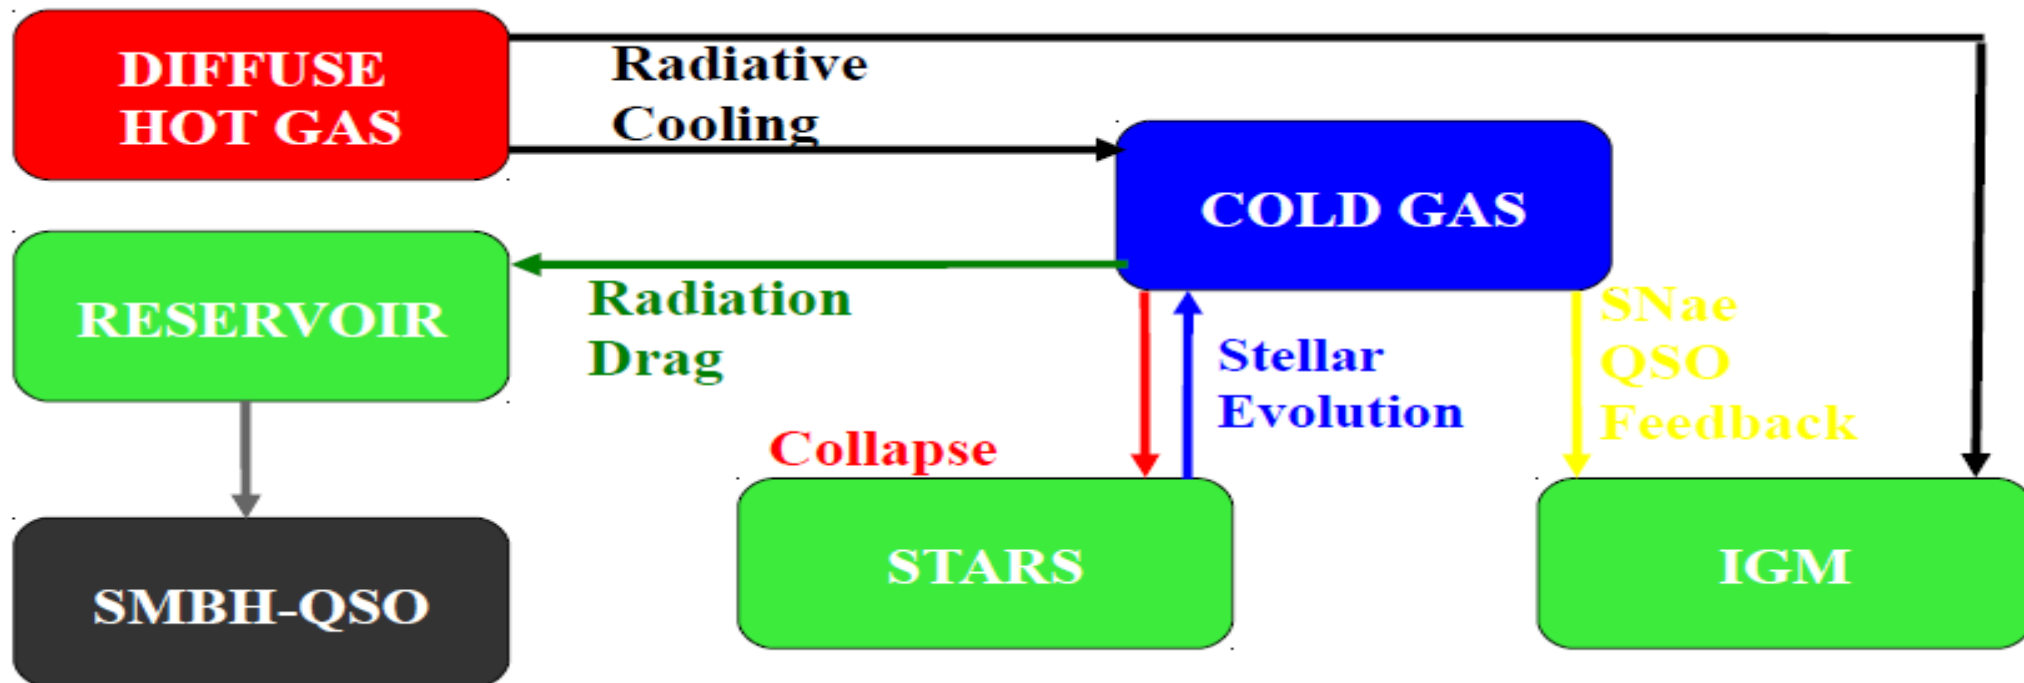 DIFFUSE
HOT GAS
Radiative
Cooling
COLD GAS
RESERVOIR
Radiation
Drag
Stellar
Evolution
SNae
QSO
Feedback
Collapse
STARS
IGM
SMBH-QSO